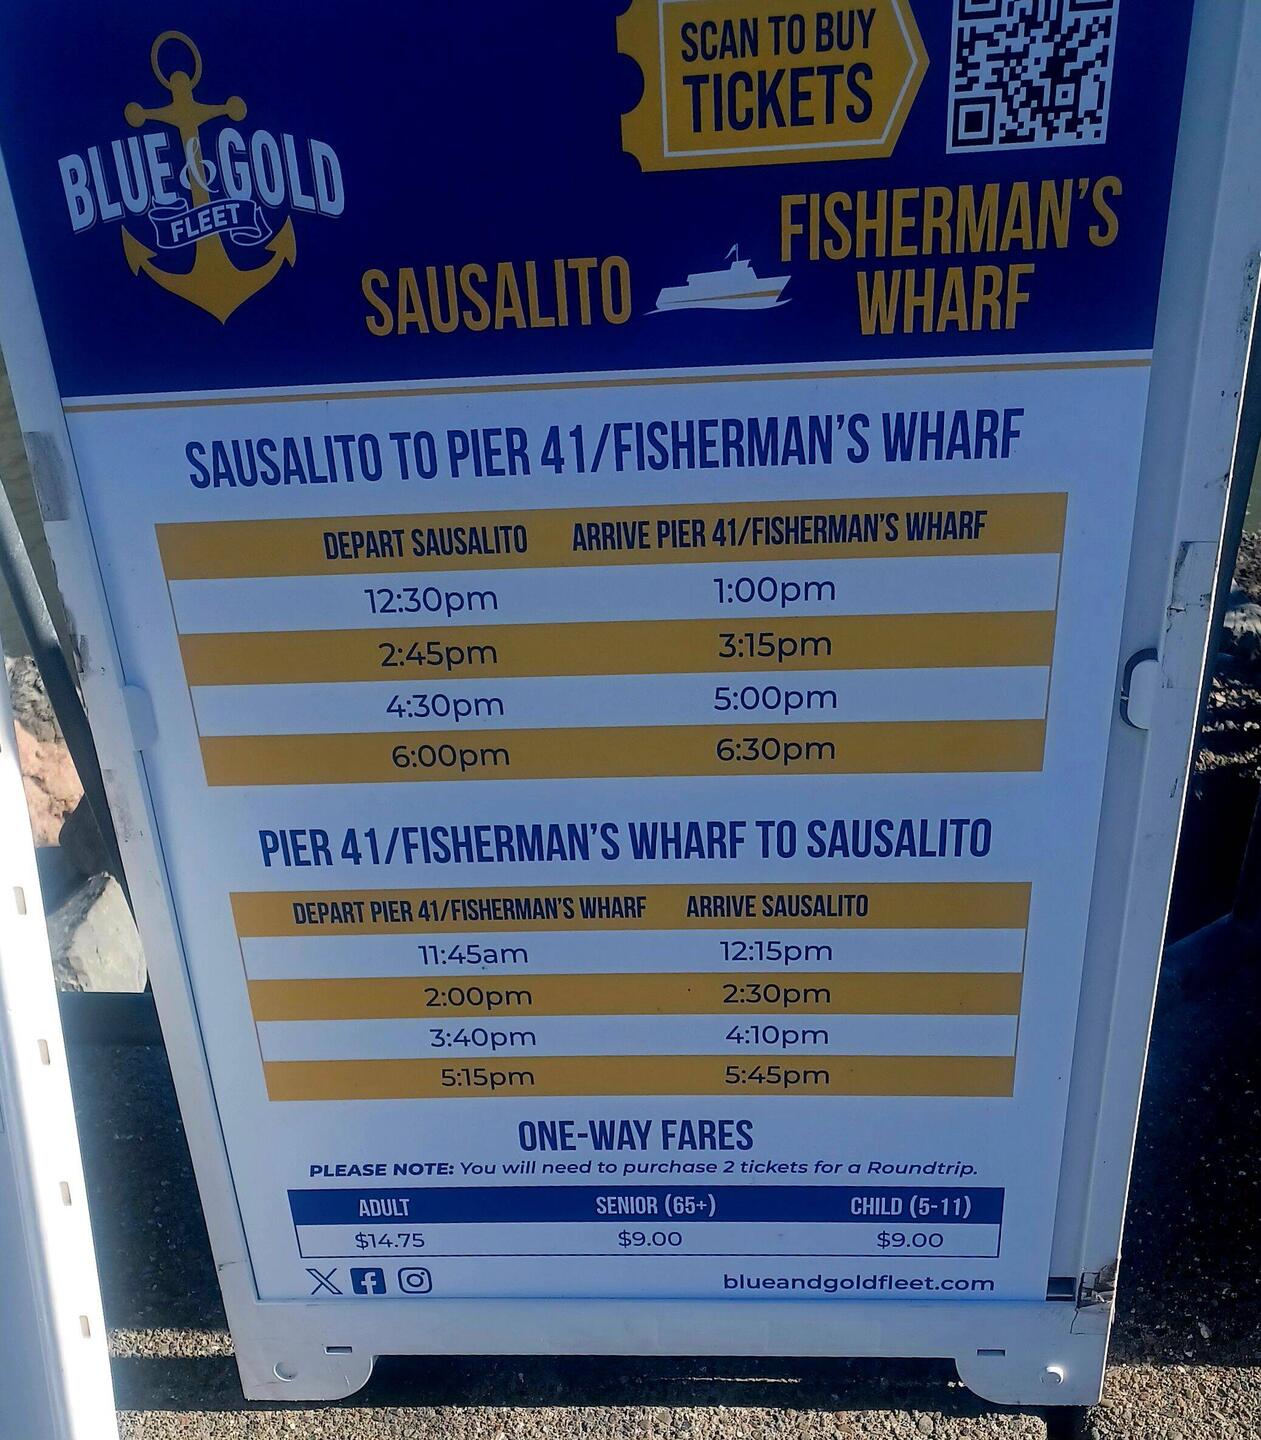 SCAN TO BUY
TICKETS
BLUE & GOLD
FLEET
SAUSALITO
FISHERMAN'S
WHARF
SAUSALITO TO PIER 41/FISHERMAN'S WHARF
DEPART SAUSALITO ARRIVE PIER 41/FISHERMAN'S WHARF
12:30pm 1:00pm
2:45pm 3:15pm
4:30pm 5:00pm
6:00pm 6:30pm
PIER 41/FISHERMAN'S WHARF TO SAUSALITO
DEPART PIER 41/FISHERMAN'S WHARF ARRIVE SAUSALITO
11:45am 12:15pm
2:00pm 2:30pm
3:40pm 4:10pm
5:15pm 5:45pm
ONE-WAY FARES
PLEASE NOTE: You will need to purchase 2 tickets for a Roundtrip.
ADULT SENIOR (65+) CHILD (5-11)
$14.75 $9.00 $9.00
blueandgoldfleet.com